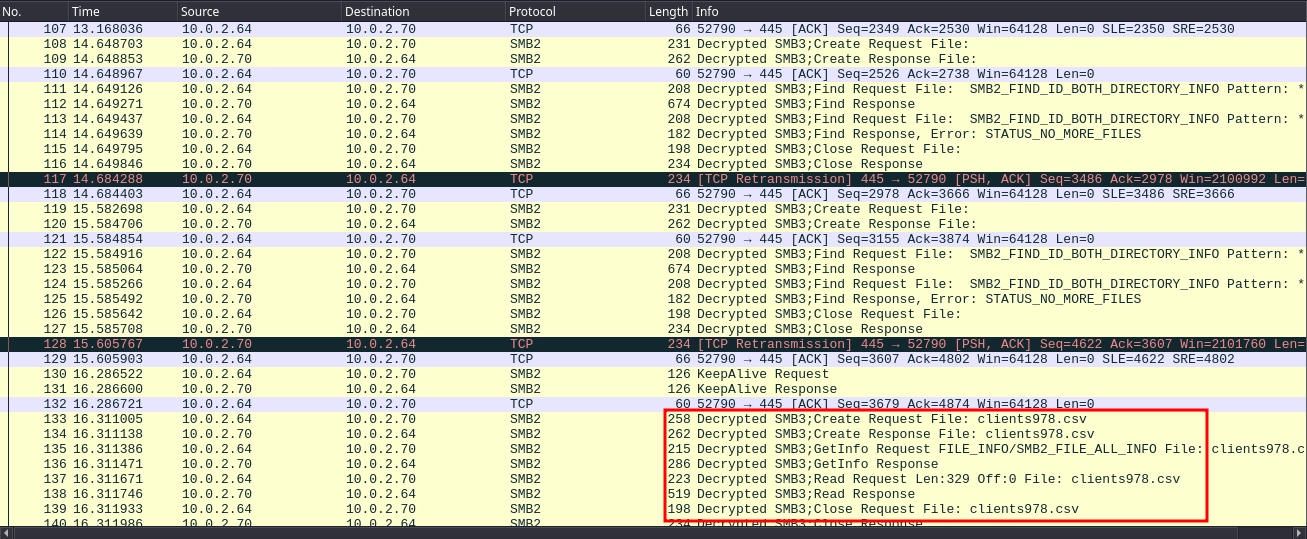 No. Time Source Destination Protocol Length Info
107 13.168036 10.0.2.64 10.0.2.70 TCP 66 52790 → 445 [ACK] Seq=2349 Ack=2530 Win=64128 Len=0 SLE=2350 SRE=2530
108 14.648703 10.0.2.64 10.0.2.70 SMB2 231 Decrypted SMB3;Create Request File:
109 14.648853 10.0.2.70 10.0.2.64 SMB2 262 Decrypted SMB3;Create Response File:
110 14.648967 10.0.2.64 10.0.2.70 TCP 60 52790 → 445 [ACK] Seq=2526 Ack=2738 Win=64128 Len=0
111 14.649126 10.0.2.64 10.0.2.70 SMB2 208 Decrypted SMB3;Find Request File:  SMB2_FIND_ID_BOTH_DIRECTORY_INFO Pattern: *
112 14.649271 10.0.2.70 10.0.2.64 SMB2 674 Decrypted SMB3;Find Response
113 14.649437 10.0.2.64 10.0.2.70 SMB2 208 Decrypted SMB3;Find Request File:  SMB2_FIND_ID_BOTH_DIRECTORY_INFO Pattern: *
114 14.649639 10.0.2.70 10.0.2.64 SMB2 182 Decrypted SMB3;Find Response, Error: STATUS_NO_MORE_FILES
115 14.649795 10.0.2.64 10.0.2.70 SMB2 198 Decrypted SMB3;Close Request File:
116 14.649846 10.0.2.70 10.0.2.64 SMB2 234 Decrypted SMB3;Close Response
117 14.684288 10.0.2.70 10.0.2.64 TCP 234 [TCP Retransmission] 445 → 52790 [PSH, ACK] Seq=3486 Ack=2978 Win=2100992 Len=
118 14.684403 10.0.2.64 10.0.2.70 TCP 66 52790 → 445 [ACK] Seq=2978 Ack=3666 Win=64128 Len=0 SLE=3486 SRE=3666
119 15.582698 10.0.2.64 10.0.2.70 SMB2 231 Decrypted SMB3;Create Request File:
120 15.584706 10.0.2.70 10.0.2.64 SMB2 262 Decrypted SMB3;Create Response File:
121 15.584854 10.0.2.64 10.0.2.70 TCP 60 52790 → 445 [ACK] Seq=3155 Ack=3874 Win=64128 Len=0
122 15.584916 10.0.2.64 10.0.2.70 SMB2 208 Decrypted SMB3;Find Request File:  SMB2_FIND_ID_BOTH_DIRECTORY_INFO Pattern: *
123 15.585064 10.0.2.70 10.0.2.64 SMB2 674 Decrypted SMB3;Find Response
124 15.585266 10.0.2.64 10.0.2.70 SMB2 208 Decrypted SMB3;Find Request File:  SMB2_FIND_ID_BOTH_DIRECTORY_INFO Pattern: *
125 15.585492 10.0.2.70 10.0.2.64 SMB2 182 Decrypted SMB3;Find Response, Error: STATUS_NO_MORE_FILES
126 15.585642 10.0.2.64 10.0.2.70 SMB2 198 Decrypted SMB3;Close Request File:
127 15.585708 10.0.2.70 10.0.2.64 SMB2 234 Decrypted SMB3;Close Response
128 15.605767 10.0.2.70 10.0.2.64 TCP 234 [TCP Retransmission] 445 → 52790 [PSH, ACK] Seq=4622 Ack=3607 Win=2101760 Len=
129 15.605903 10.0.2.64 10.0.2.70 TCP 66 52790 → 445 [ACK] Seq=3607 Ack=4802 Win=64128 Len=0 SLE=4622 SRE=4802
130 16.286522 10.0.2.64 10.0.2.70 SMB2 126 KeepAlive Request
131 16.286600 10.0.2.70 10.0.2.64 SMB2 126 KeepAlive Response
132 16.286721 10.0.2.64 10.0.2.70 TCP 60 52790 → 445 [ACK] Seq=3679 Ack=4874 Win=64128 Len=0
133 16.311005 10.0.2.64 10.0.2.70 SMB2 258 Decrypted SMB3;Create Request File: clients978.csv
134 16.311138 10.0.2.70 10.0.2.64 SMB2 262 Decrypted SMB3;Create Response File: clients978.csv
135 16.311386 10.0.2.64 10.0.2.70 SMB2 215 Decrypted SMB3;GetInfo Request FILE_INFO/SMB2_FILE_ALL_INFO File: clients978.c
136 16.311471 10.0.2.70 10.0.2.64 SMB2 286 Decrypted SMB3;GetInfo Response
137 16.311671 10.0.2.64 10.0.2.70 SMB2 223 Decrypted SMB3;Read Request Len:329 Off:0 File: clients978.csv
138 16.311746 10.0.2.70 10.0.2.64 SMB2 519 Decrypted SMB3;Read Response
139 16.311933 10.0.2.64 10.0.2.70 SMB2 198 Decrypted SMB3;Close Request File: clients978.csv
140 16.311986 10.0.2.70 10.0.2.64 SMB2 234 Decrypted SMB3;Close Response